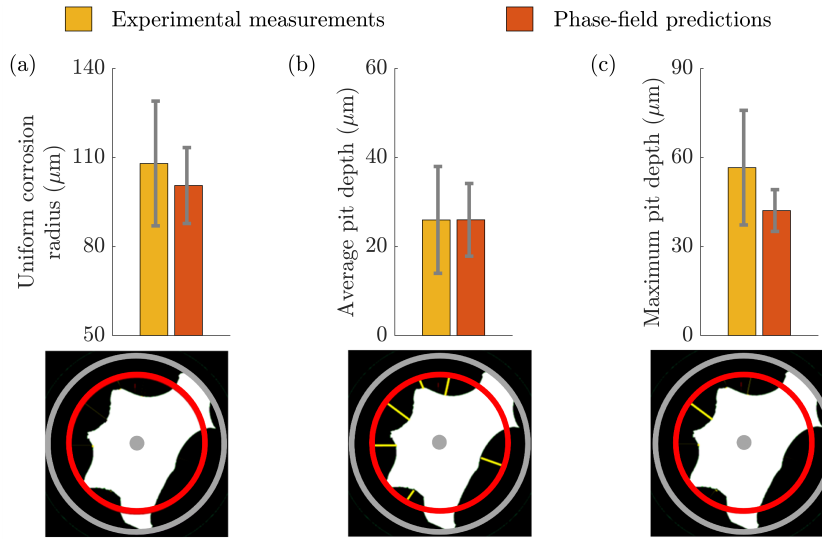 Experimental measurements
Phase-field predictions
(a)
Uniform corrosion
radius (μm)
140
110
80
50
(b)
Average pit depth (μm)
60
40
20
0
(c)
Maximum pit depth (μm)
90
60
30
0